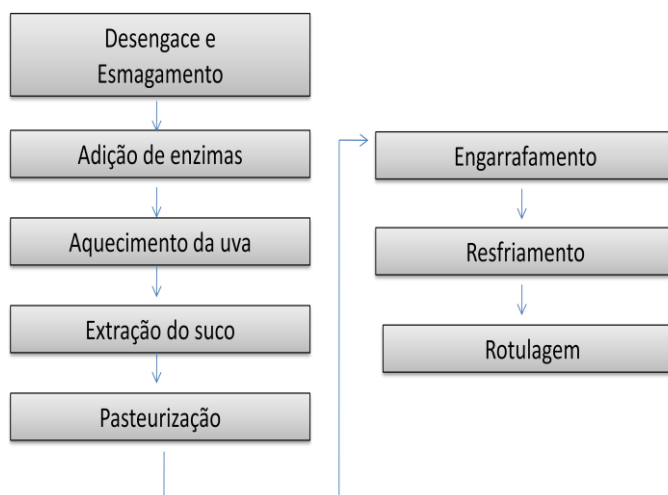 Desengace e
Esmagamento
Adição de enzimas
Aquecimento da uva
Extração do suco
Pasteurização
Engarrafamento
Resfriamento
Rotulagem